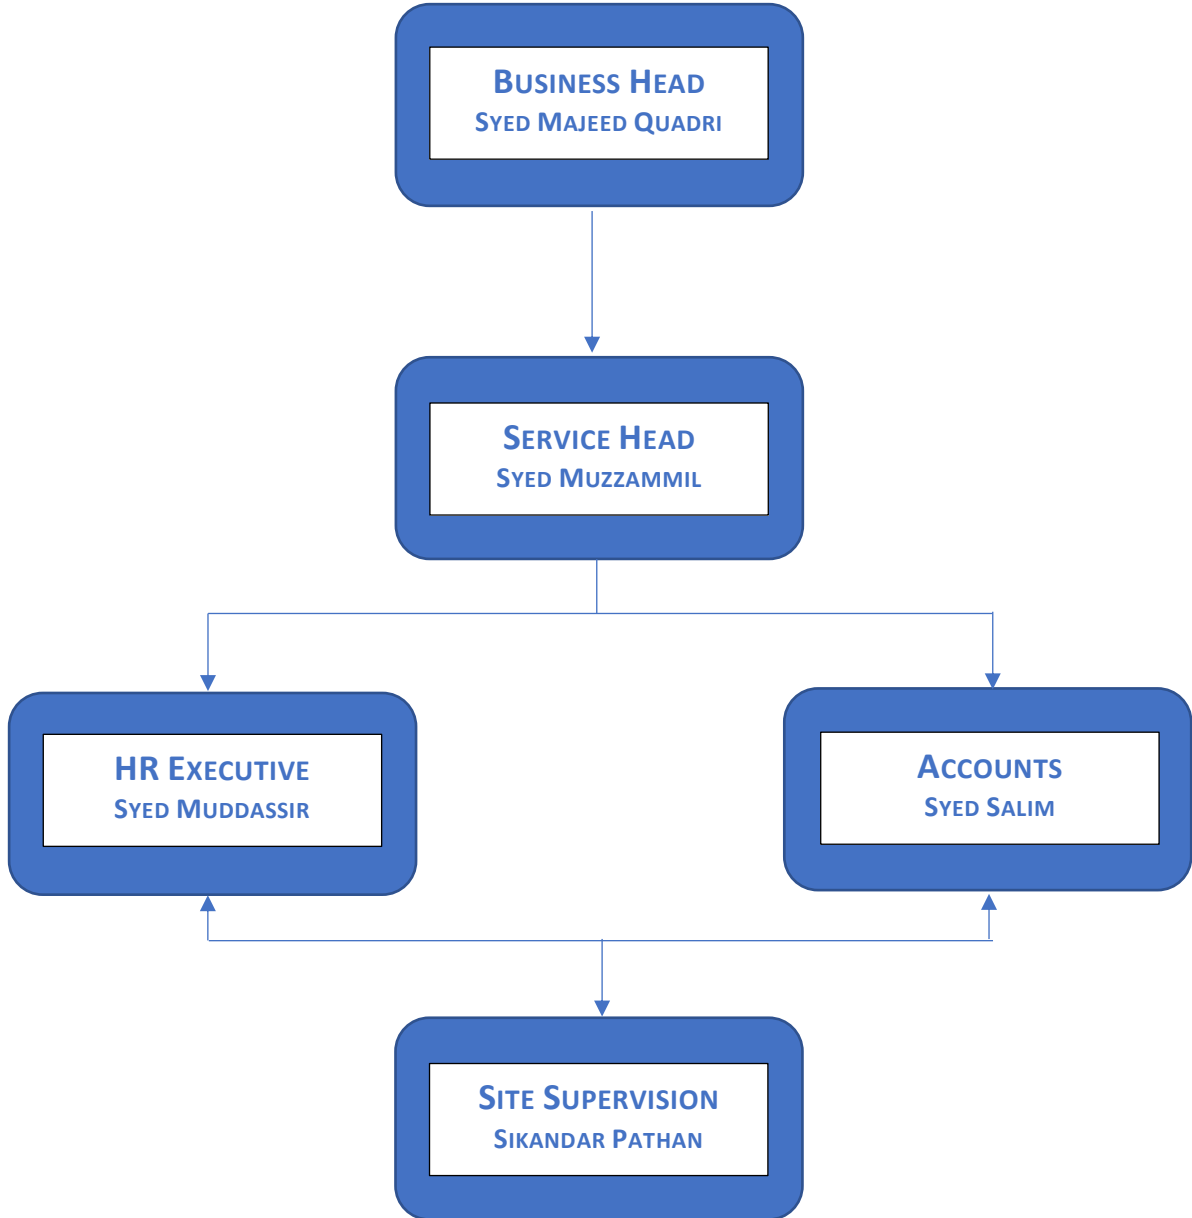 BUSINESS HEAD
SYED MAJEED QUADRI
SERVICE HEAD
SYED MUZZAMMIL
HR EXECUTIVE
SYED MUDDASSIR
ACCOUNTS
SYED SALIM
SITE SUPERVISION
SIKANDAR PATHAN